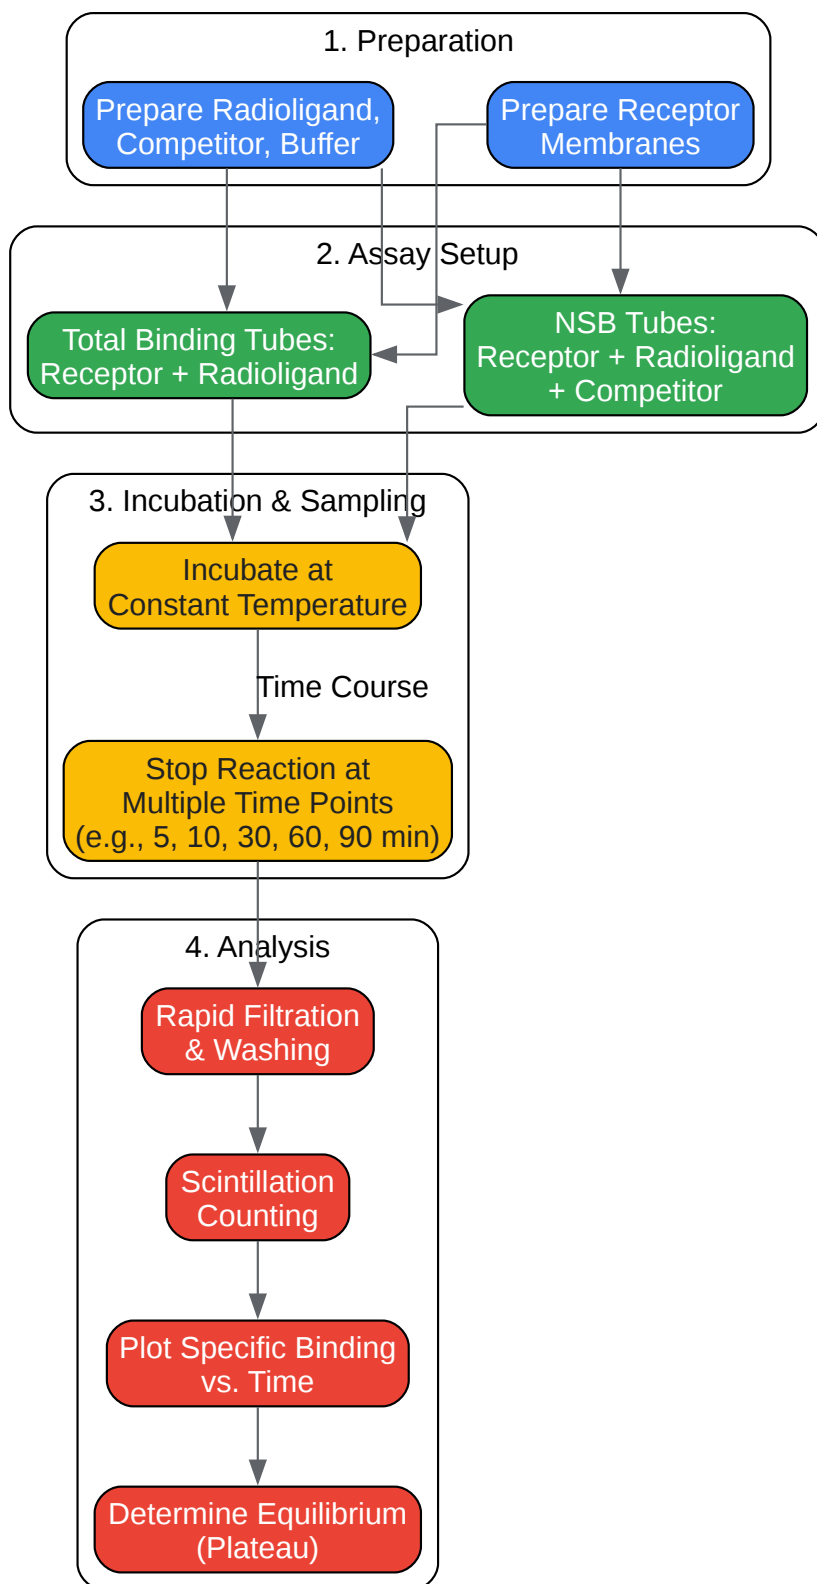 1. Preparation
Prepare Radioligand,
Competitor, Buffer
Prepare Receptor
Membranes
2. Assay Setup
Total Binding Tubes:
Receptor + Radioligand
NSB Tubes:
Receptor + Radioligand
+ Competitor
3. Incubation & Sampling
Incubate at
Constant Temperature
Time Course
Stop Reaction at
Multiple Time Points
(e.g., 5, 10, 30, 60, 90 min)
4. Analysis
Rapid Filtration
& Washing
Scintillation
Counting
Plot Specific Binding
vs. Time
Determine Equilibrium
(Plateau)